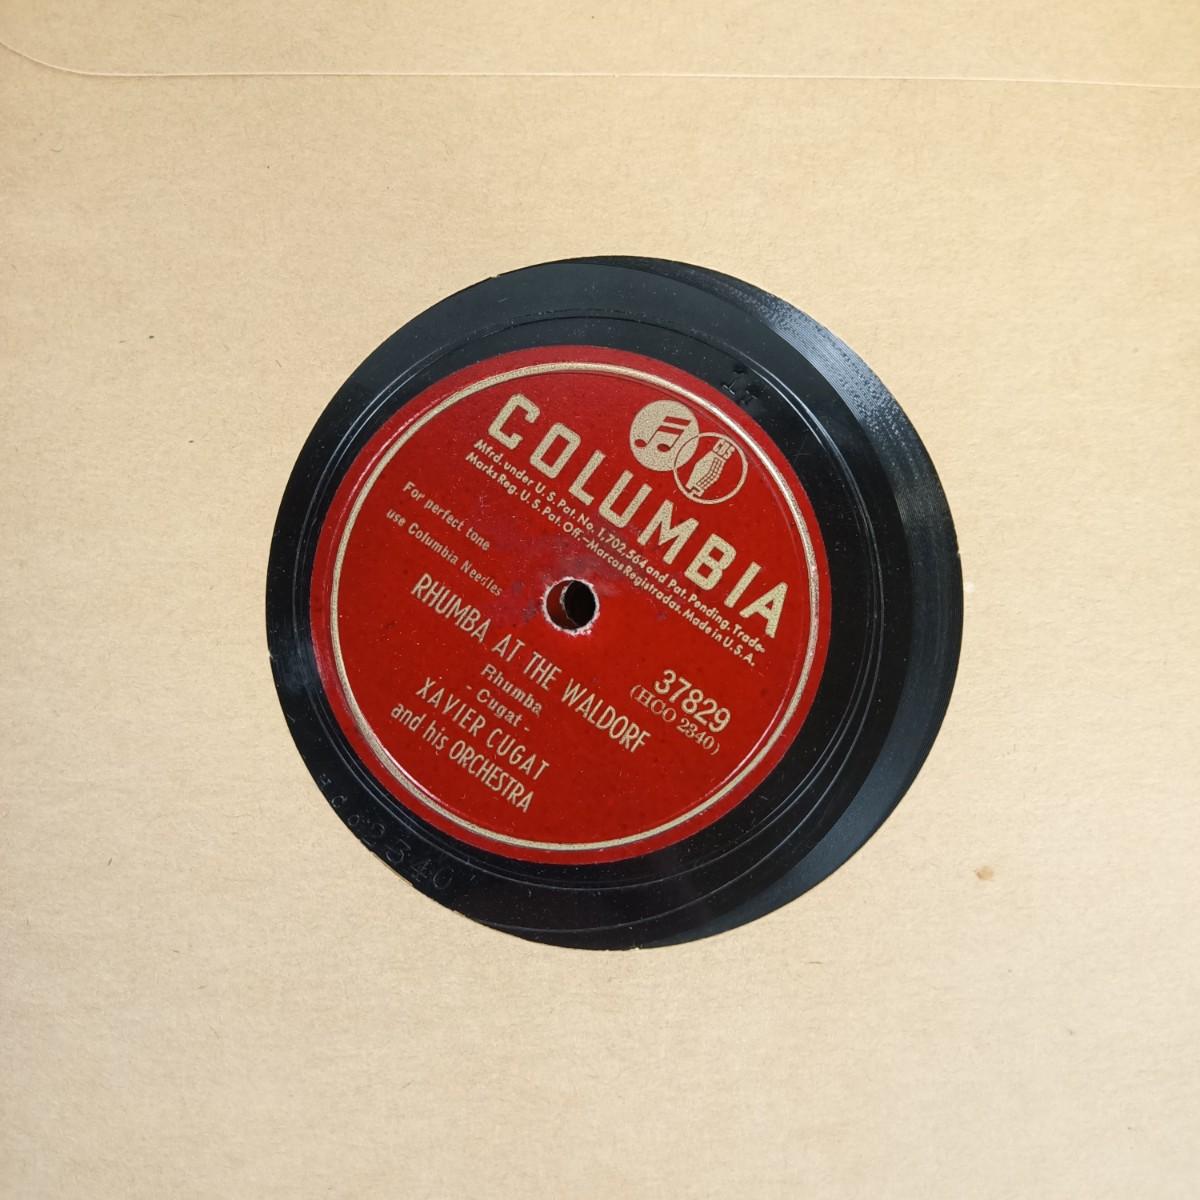 COLUMBIA
CBS
Mfrd. under U.S. Pat. No. 1,702,564 and Pat. Pending. Trade-
Marks Reg. U.S. Pat. Off.—Marcas Registradas. Made in U.S.A.
For perfect tone
use Columbia Needles
37829
(HCO 2340)
RHUMBA AT THE WALDORF
Rhumba
- Cugat -
XAVIER CUGAT
and his ORCHESTRA
HCO2340